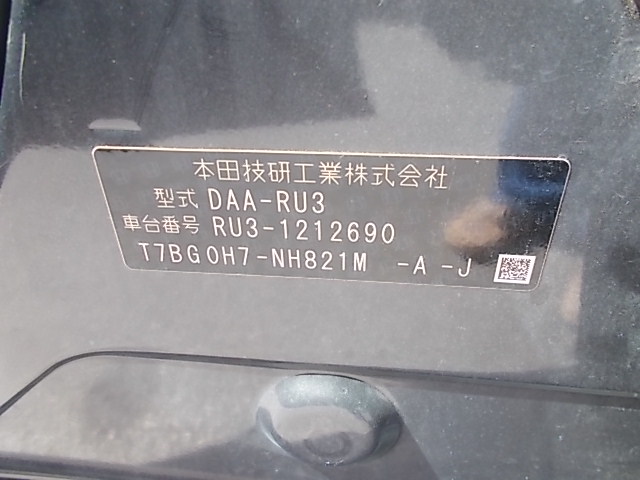 本田技研工業株式会社
型式 DAA-RU3
車台番号 RU3-1212690
T7BG0H7-NH821M -A -J